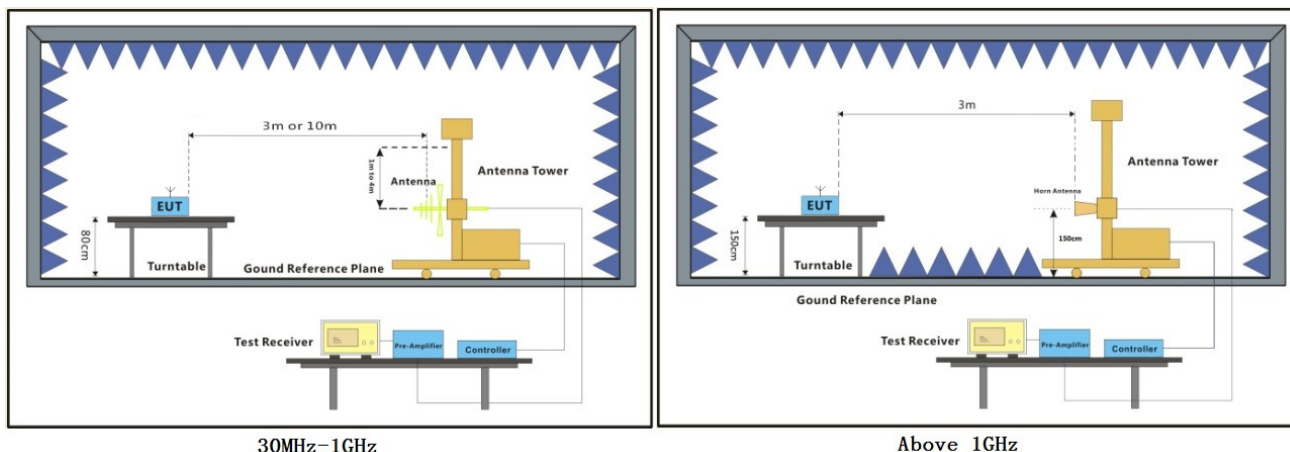 3m or 10m
1m to 4m
Antenna
Antenna Tower
EUT
80cm
Turntable
Gound Reference Plane
Test Receiver
Pre-Amplifier
Controller
30MHz-1GHz
3m
Antenna Tower
Horn Antenna
EUT
150cm
150cm
Turntable
Gound Reference Plane
Test Receiver
Pre-Amplifier
Controller
Above 1GHz